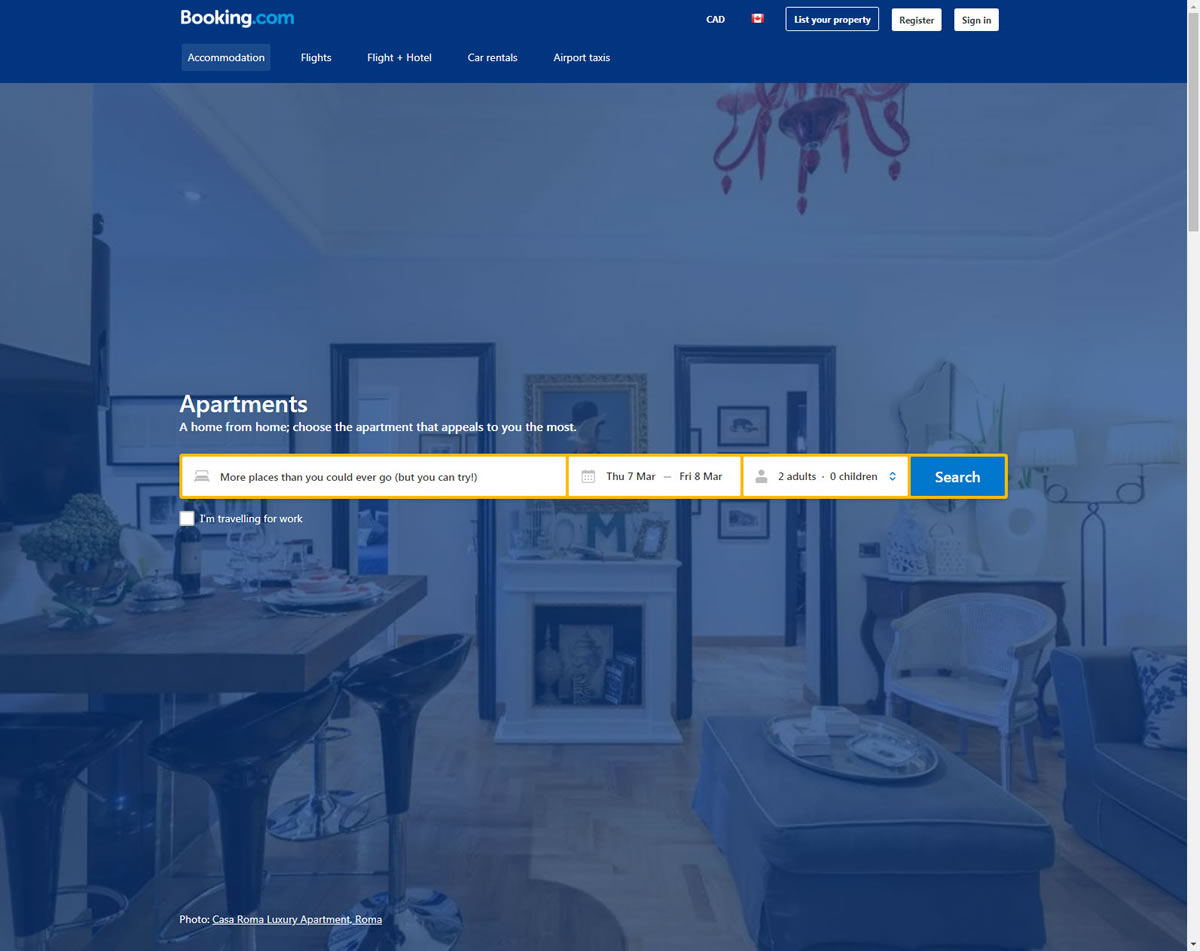 Booking.com
CAD
List your property
Register
Sign in
Accommodation
Flights
Flight + Hotel
Car rentals
Airport taxis
Apartments
A home from home; choose the apartment that appeals to you the most.
More places than you could ever go (but you can try!)
Thu 7 Mar — Fri 8 Mar
2 adults · 0 children
Search
I'm travelling for work
M
Photo: Casa Roma Luxury Apartment, Roma